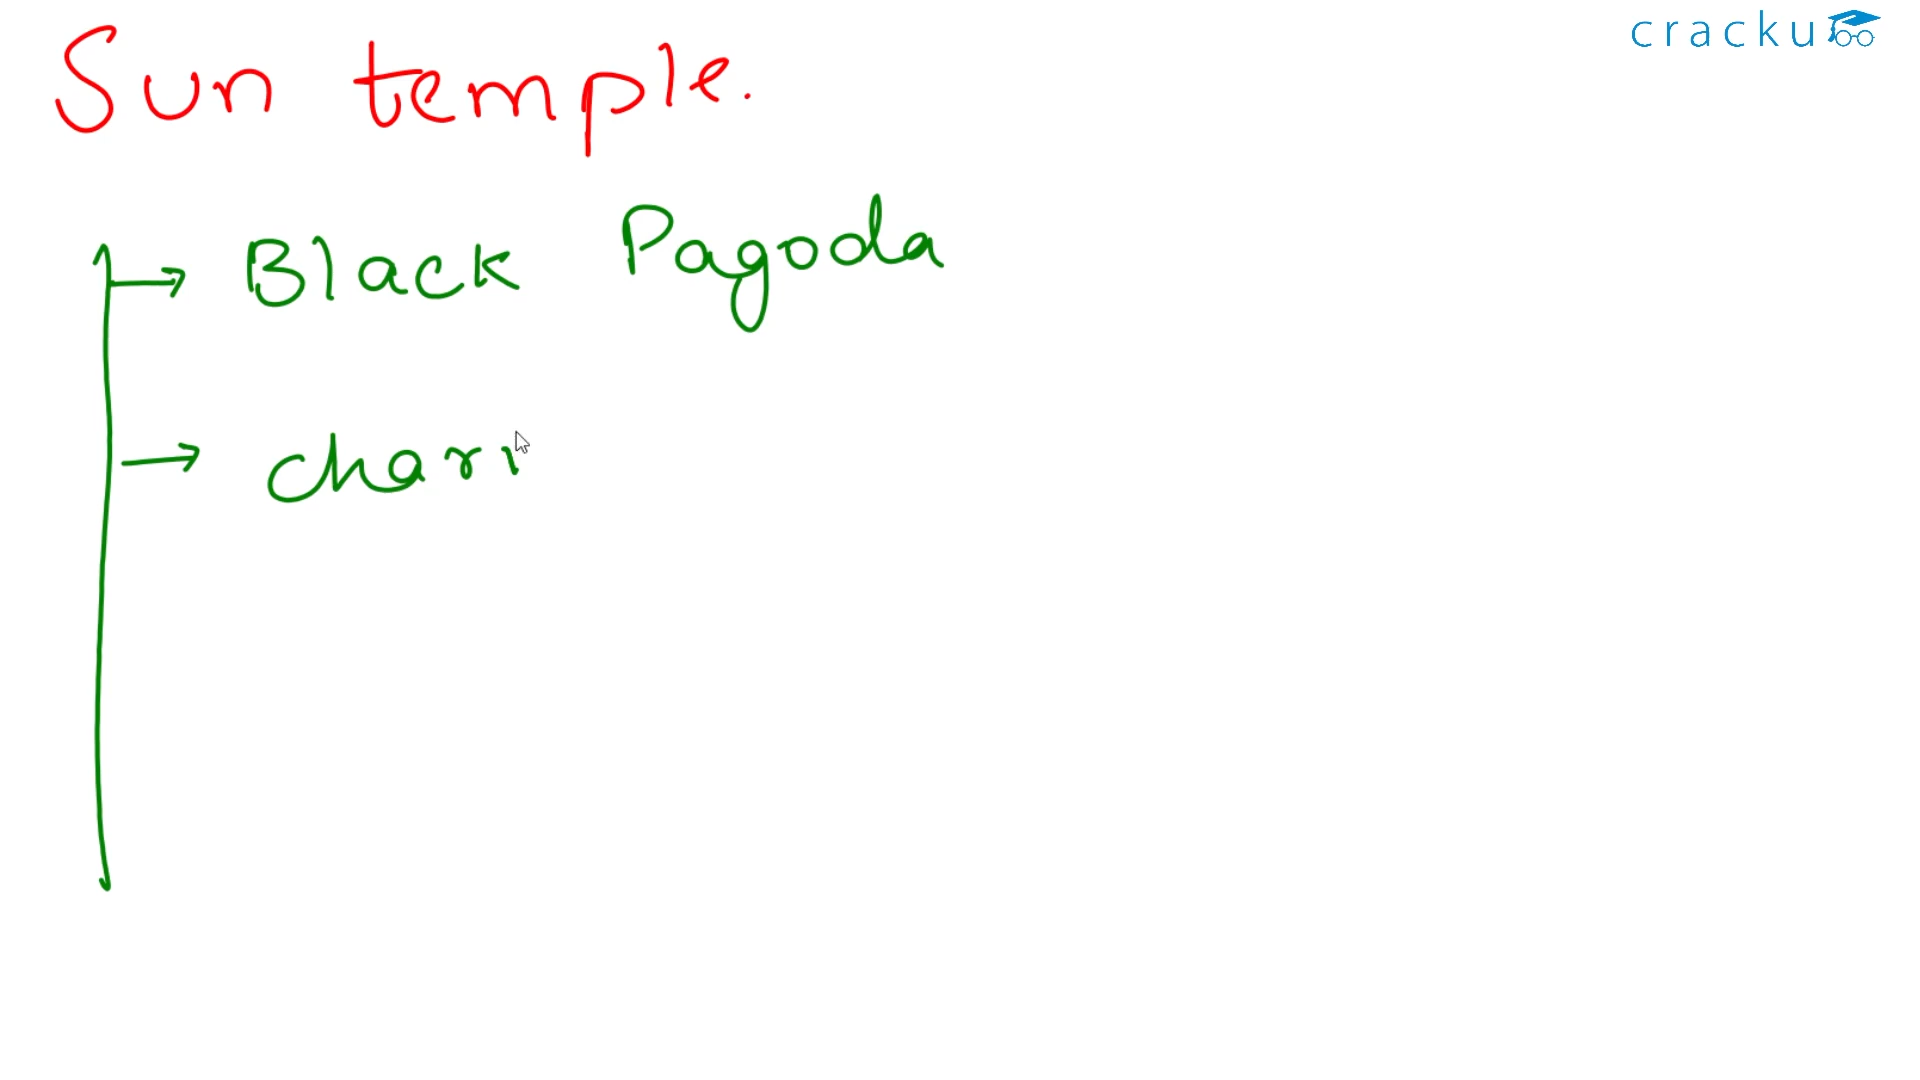 cracku
Sun temple.
→ Black Pagoda
→ chari